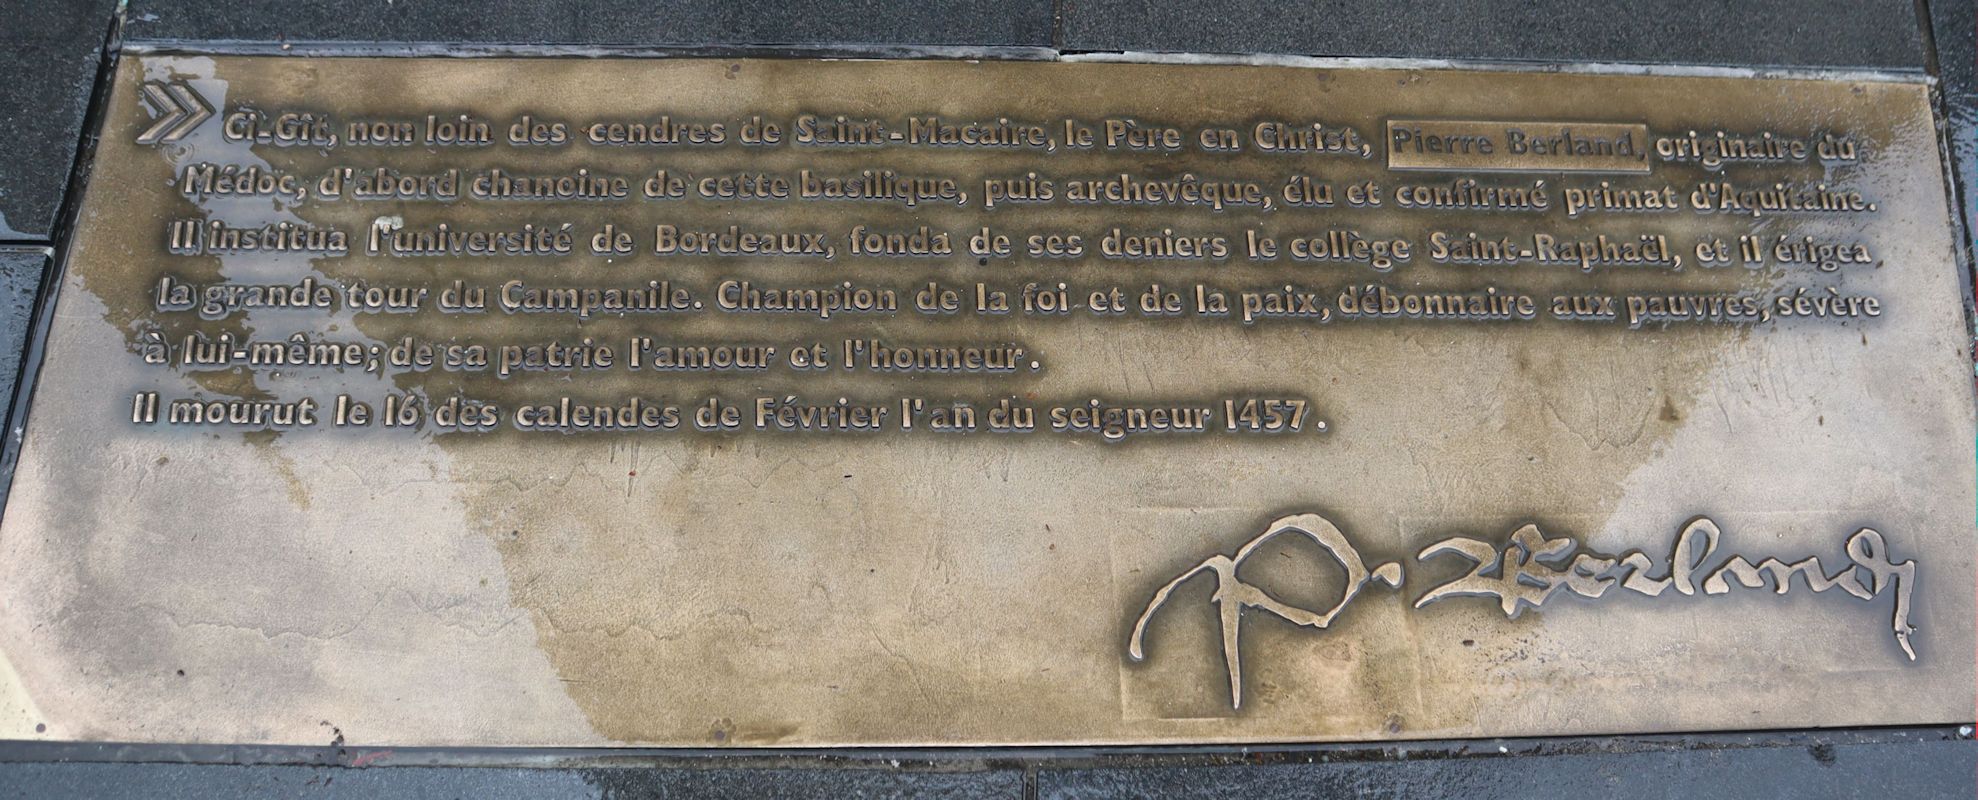 Ci-Gît, non loin des cendres de Saint-Macaire, le Père en Christ, Pierre Berland, originaire du
Médoc, d'abord chanoine de cette basilique, puis archevêque, élu et confirmé primat d'Aquitaine.
Il institua l'université de Bordeaux, fonda de ses deniers le collège Saint-Raphaël, et il érigea
la grande tour du Campanile. Champion de la foi et de la paix, débonnaire aux pauvres, sévère
à lui-même; de sa patrie l'amour et l'honneur.
Il mourut le 16 des calendes de Février l'an du seigneur 1457.
P. Berland